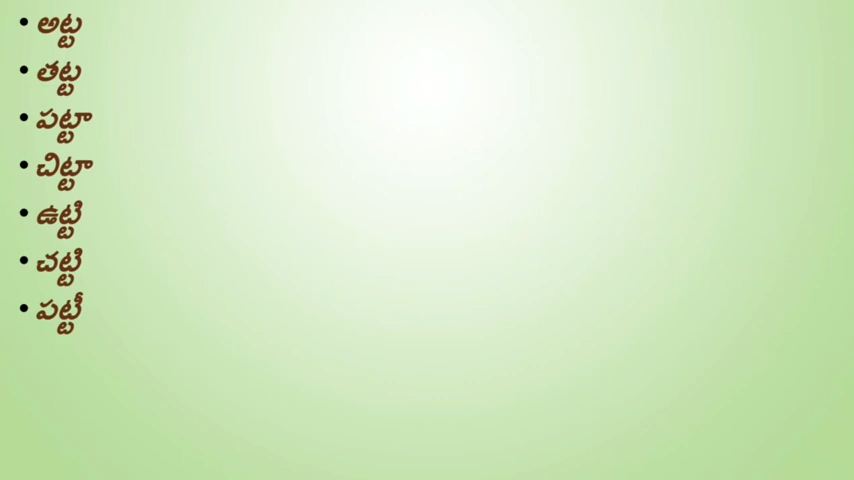 • అట్ట
• తట్ట
• పట్టా
• చిట్టా
• ఉట్టి
• చట్టి
• పట్టీ